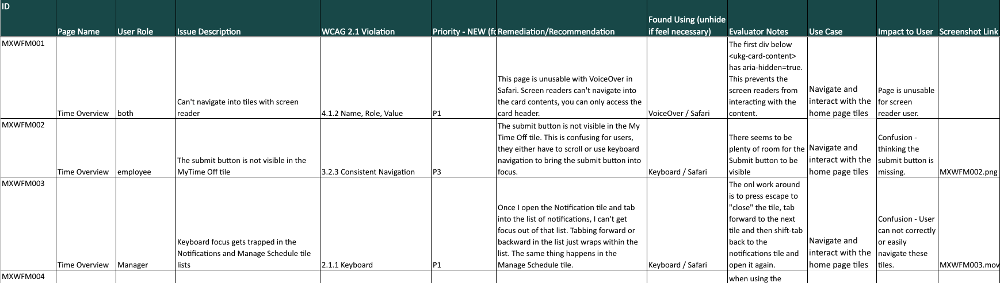 ID
Page Name
User Role
Issue Description
WCAG 2.1 Violation
Priority - NEW (fo
Remediation/Recommendation
Found Using (unhide
if feel necessary)
Evaluator Notes
Use Case
Impact to User
Screenshot Link
MXWFM001
Time Overview
both
Can't navigate into tiles with screen
reader
4.1.2 Name, Role, Value
P1
This page is unusable with VoiceOver in
Safari. Screen readers can't navigate into
the card contents, you can only access the
card header.
VoiceOver / Safari
The first div below
<ukg-card-content>
has aria-hidden=true.
This prevents the
screen readers from
interacting with the
content.
Navigate and
interact with the
home page tiles
Page is unusable
for screen
reader user.
MXWFM002
Time Overview
employee
The submit button is not visible in the
MyTime Off tile
3.2.3 Consistent Navigation
P3
The submit button is not visible in the My
Time Off tile. This is confusing for users,
they either have to scroll or use keyboard
navigation to bring the submit button into
focus.
Keyboard / Safari
There seems to be
plenty of room for the
Submit button to be
visible
Navigate and
interact with the
home page tiles
Confusion -
thinking the
submit button is
missing.
MXWFM002.png
MXWFM003
Time Overview
Manager
Keyboard focus gets trapped in the
Notifications and Manage Schedule tile
lists
2.1.1 Keyboard
P1
Once I open the Notification tile and tab
into the list of notifications, I can't get
focus out of that list. Tabbing forward or
backward in the list just wraps within the
list. The same thing happens in the
Manage Schedule tile.
Keyboard / Safari
The onl work around
is to press escape to
"close" the tile, tab
forward to the next
tile and then shift-tab
back to the
notifications tile and
open it again.
Navigate and
interact with the
home page tiles
Confusion - User
can not correctly
or easily
navigate these
tiles.
MXWFM003.mov
MXWFM004
when using the